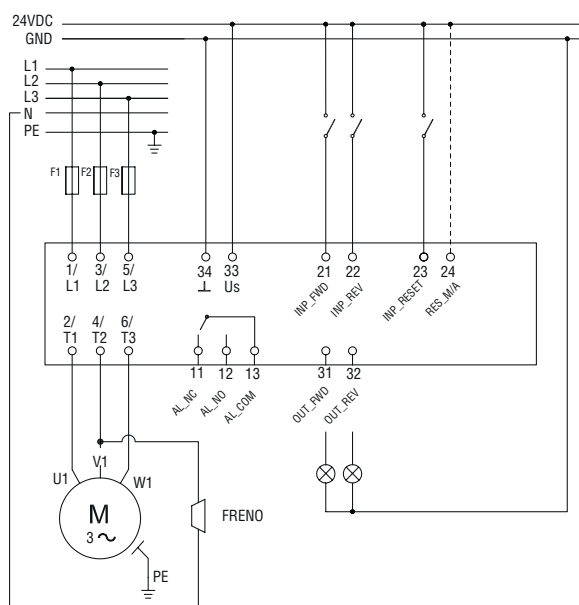 24VDC
GND
L1
L2
L3
N
PE
F1 F2 F3
1/ 3/ 5/ 34 33 21 22 23 24
L1 L2 L3 ⊥ Us INP_FWD INP_REV INP_RESET RES_M/A
2/ 4/ 6/
T1 T2 T3
11 12 13 31 32
AL_NC AL_NO AL_COM OUT_FWD OUT_REV
U1 V1 W1
M
3 ~
FRENO
PE